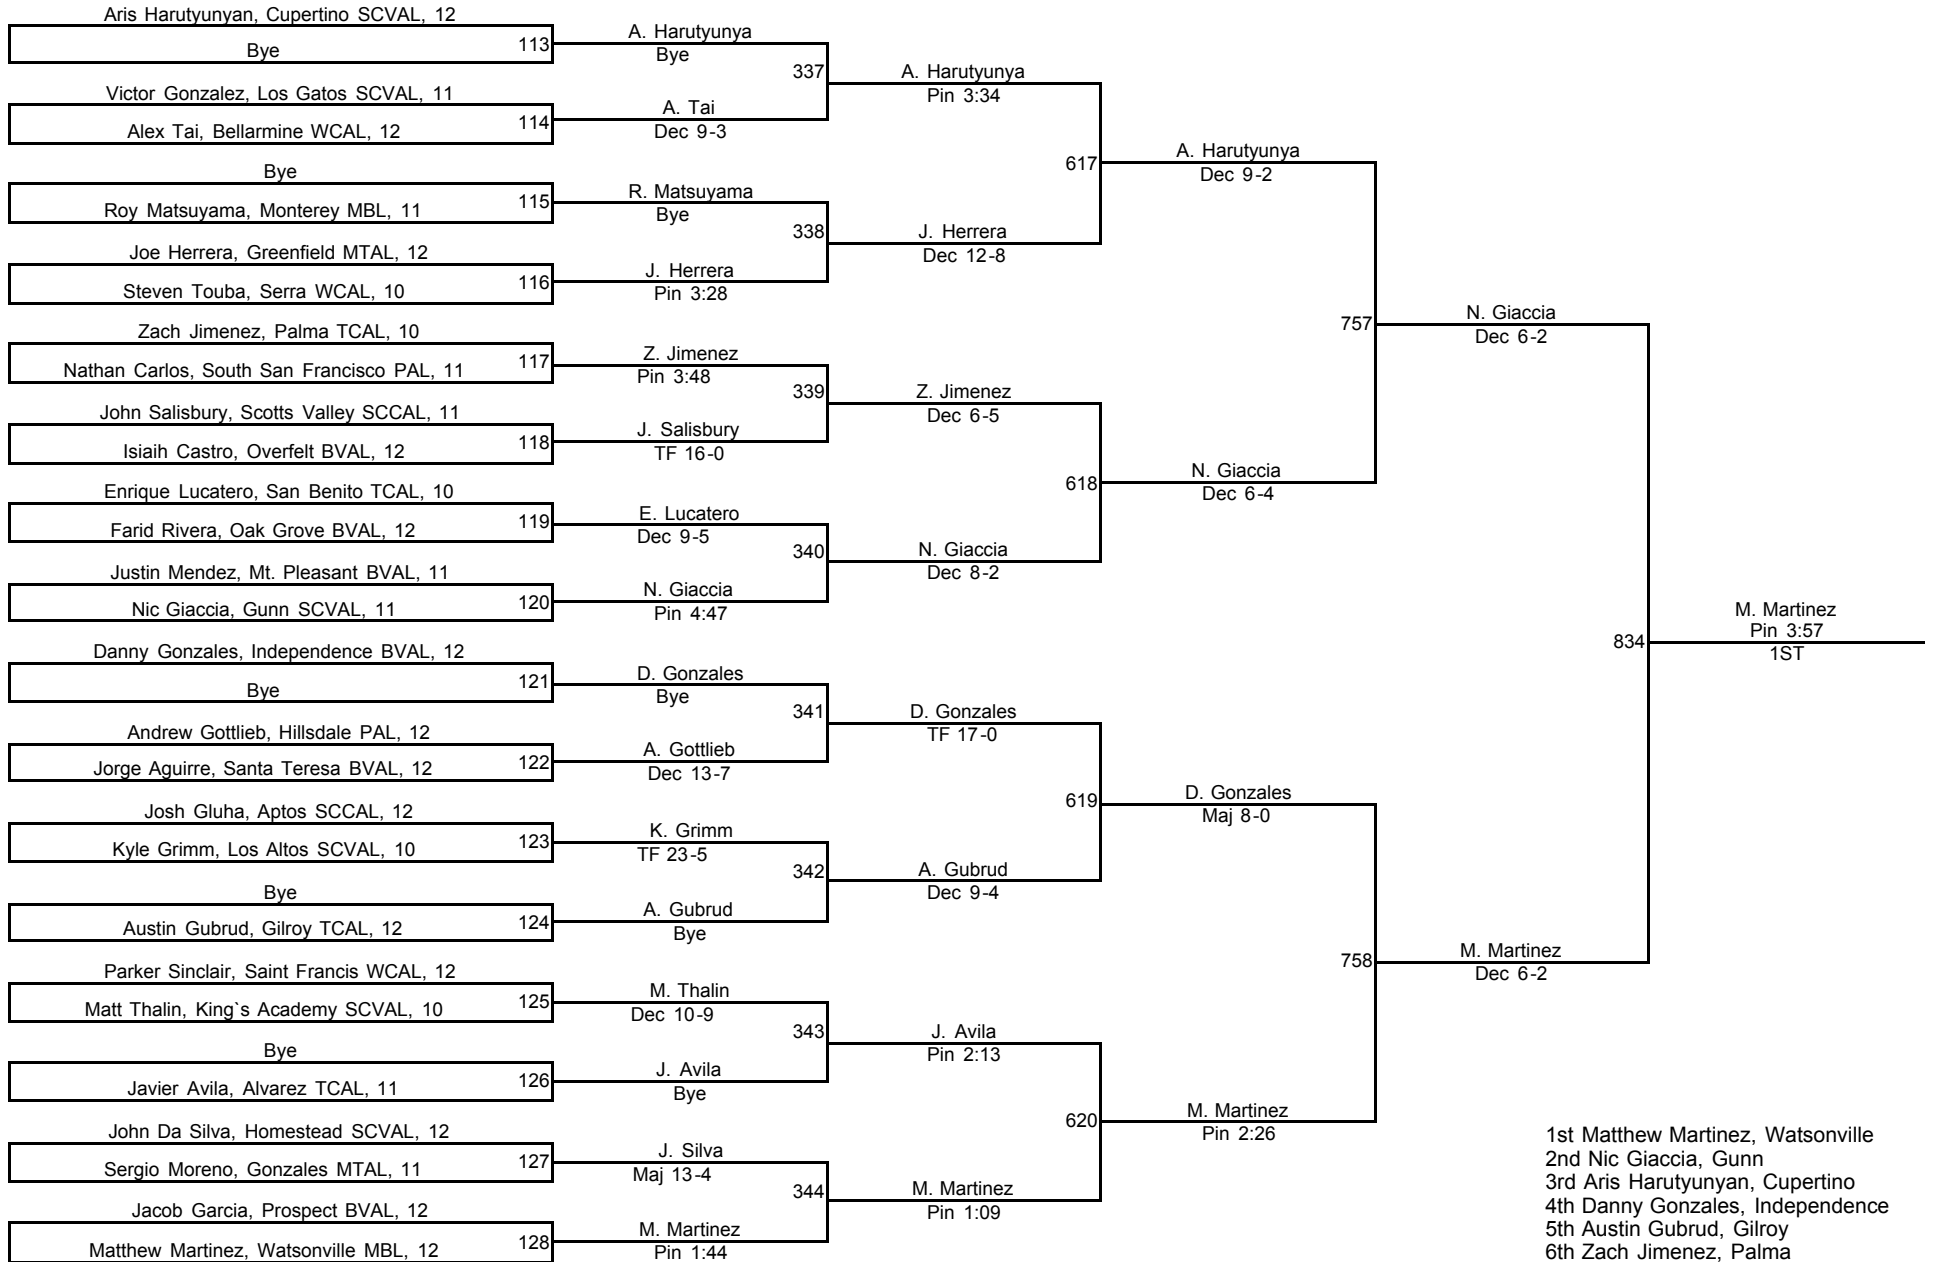 Aris Harutyunyan, Cupertino SCVAL, 12
Bye
113
Victor Gonzalez, Los Gatos SCVAL, 11
Alex Tai, Bellarmine WCAL, 12
114
Bye
Roy Matsuyama, Monterey MBL, 11
115
Joe Herrera, Greenfield MTAL, 12
Steven Touba, Serra WCAL, 10
116
Zach Jimenez, Palma TCAL, 10
Nathan Carlos, South San Francisco PAL, 11
117
John Salisbury, Scotts Valley SCCAL, 11
Isiaih Castro, Overfelt BVAL, 12
118
Enrique Lucatero, San Benito TCAL, 10
Farid Rivera, Oak Grove BVAL, 12
119
Justin Mendez, Mt. Pleasant BVAL, 11
Nic Giaccia, Gunn SCVAL, 11
120
Danny Gonzales, Independence BVAL, 12
Bye
121
Andrew Gottlieb, Hillsdale PAL, 12
Jorge Aguirre, Santa Teresa BVAL, 12
122
Josh Gluha, Aptos SCCAL, 12
Kyle Grimm, Los Altos SCVAL, 10
123
Bye
Austin Gubrud, Gilroy TCAL, 12
124
Parker Sinclair, Saint Francis WCAL, 12
Matt Thalin, King`s Academy SCVAL, 10
125
Bye
Javier Avila, Alvarez TCAL, 11
126
John Da Silva, Homestead SCVAL, 12
Sergio Moreno, Gonzales MTAL, 11
127
Jacob Garcia, Prospect BVAL, 12
Matthew Martinez, Watsonville MBL, 12
128
A. Harutyunya
Bye
337
A. Tai
Dec 9-3
R. Matsuyama
Bye
338
J. Herrera
Pin 3:28
Z. Jimenez
Pin 3:48
339
J. Salisbury
TF 16-0
E. Lucatero
Dec 9-5
340
N. Giaccia
Pin 4:47
D. Gonzales
Bye
341
A. Gottlieb
Dec 13-7
K. Grimm
TF 23-5
342
A. Gubrud
Bye
M. Thalin
Dec 10-9
343
J. Avila
Bye
J. Silva
Maj 13-4
344
M. Martinez
Pin 1:44
A. Harutyunya
Pin 3:34
617
J. Herrera
Dec 12-8
Z. Jimenez
Dec 6-5
618
N. Giaccia
Dec 8-2
D. Gonzales
TF 17-0
619
A. Gubrud
Dec 9-4
J. Avila
Pin 2:13
620
M. Martinez
Pin 1:09
A. Harutyunya
Dec 9-2
757
N. Giaccia
Dec 6-4
D. Gonzales
Maj 8-0
758
M. Martinez
Pin 2:26
N. Giaccia
Dec 6-2
834
M. Martinez
Dec 6-2
M. Martinez
Pin 3:57
1ST
1st Matthew Martinez, Watsonville
2nd Nic Giaccia, Gunn
3rd Aris Harutyunyan, Cupertino
4th Danny Gonzales, Independence
5th Austin Gubrud, Gilroy
6th Zach Jimenez, Palma